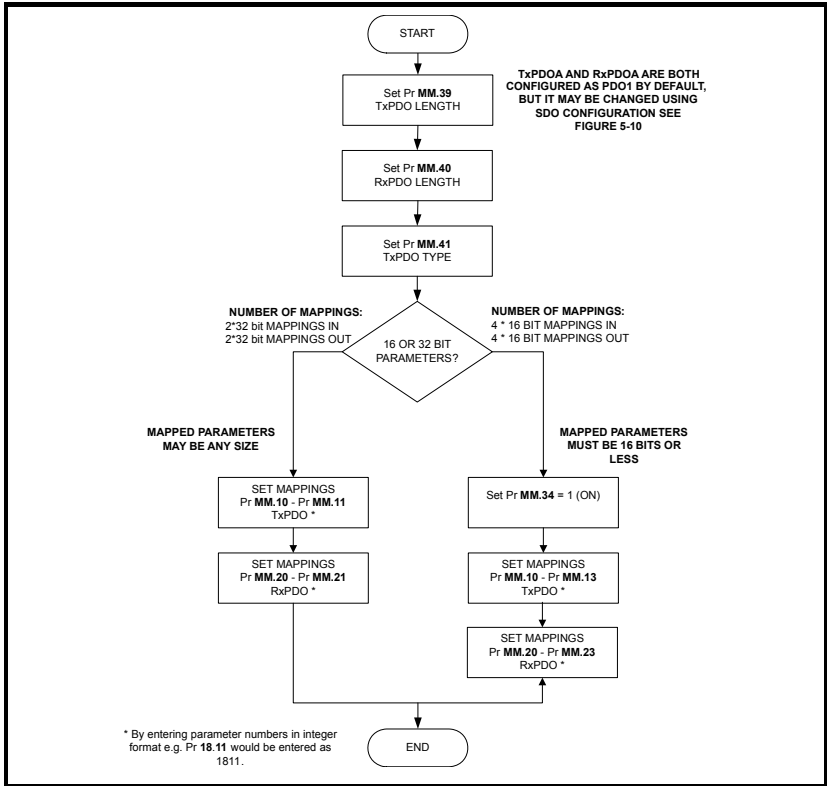 START
Set Pr MM.39
TxPDO LENGTH
TxPDOA AND RxPDOA ARE BOTH
CONFIGURED AS PDO1 BY DEFAULT,
BUT IT MAY BE CHANGED USING
SDO CONFIGURATION SEE
FIGURE 5-10
Set Pr MM.40
RxPDO LENGTH
Set Pr MM.41
TxPDO TYPE
NUMBER OF MAPPINGS:
2*32 bit MAPPINGS IN
2*32 bit MAPPINGS OUT
16 OR 32 BIT
PARAMETERS?
NUMBER OF MAPPINGS:
4 * 16 BIT MAPPINGS IN
4 * 16 BIT MAPPINGS OUT
MAPPED PARAMETERS
MAY BE ANY SIZE
MAPPED PARAMETERS
MUST BE 16 BITS OR
LESS
SET MAPPINGS
Pr MM.10 - Pr MM.11
TxPDO *
Set Pr MM.34 = 1 (ON)
SET MAPPINGS
Pr MM.20 - Pr MM.21
RxPDO *
SET MAPPINGS
Pr MM.10 - Pr MM.13
TxPDO *
SET MAPPINGS
Pr MM.20 - Pr MM.23
RxPDO *
* By entering parameter numbers in integer
format e.g. Pr 18.11 would be entered as
1811.
END